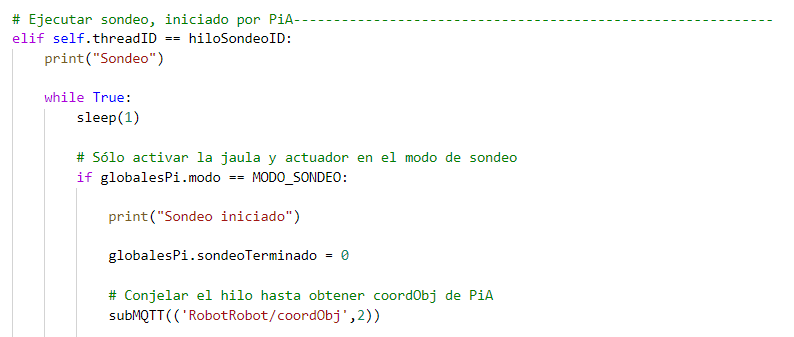 # Ejecutar sondeo, iniciado por PiA------------------------------------------------------------
elif self.threadID == hiloSondeoID:
    print("Sondeo")
    while True:
        sleep(1)
        # Sólo activar la jaula y actuador en el modo de sondeo
        if globalesPi.modo == MODO_SONDEO:
            print("Sondeo iniciado")
            globalesPi.sondeoTerminado = 0
            # Conjelar el hilo hasta obtener coordObj de PiA
            subMQTT(('RobotRobot/coordObj',2))